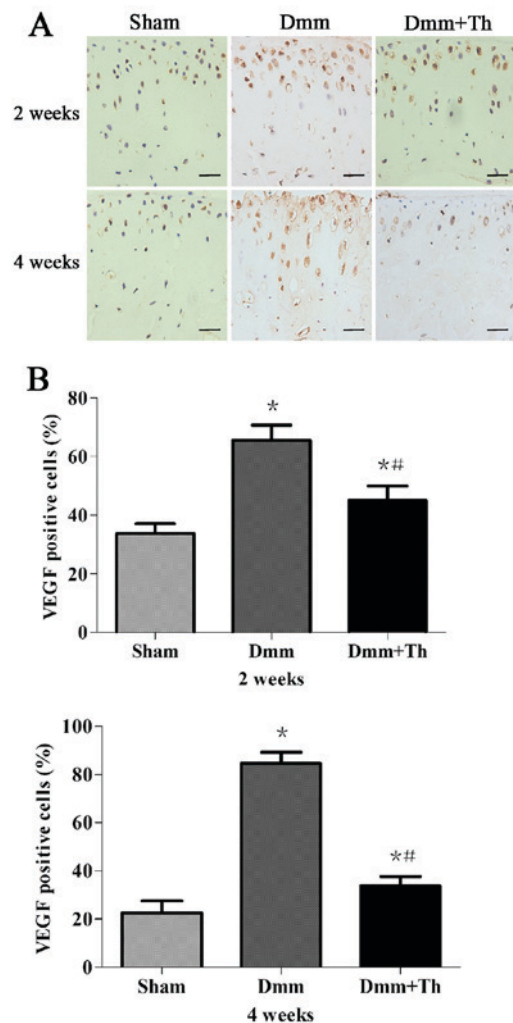 A
Sham Dmm Dmm+Th
2 weeks
4 weeks
B
VEGF positive cells (%)
80
60
40
20
0
*
*#
Sham Dmm Dmm+Th
2 weeks
VEGF positive cells (%)
100
80
60
40
20
0
*
*#
Sham Dmm Dmm+Th
4 weeks